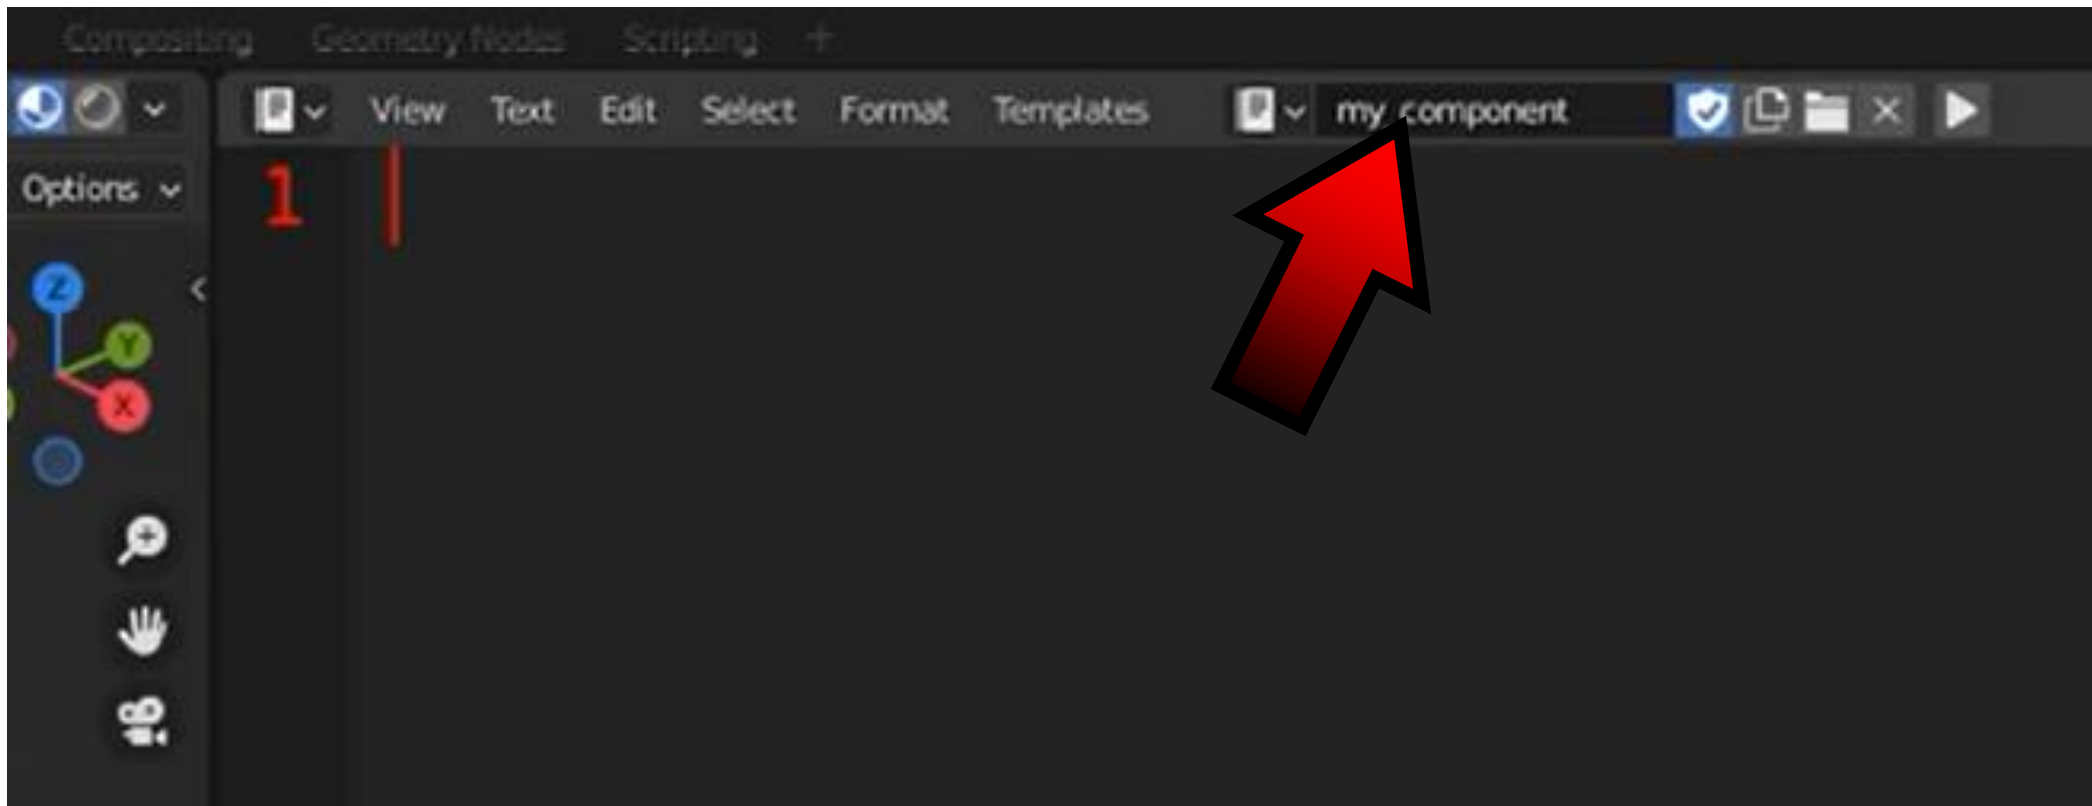 Compositing Geometry Nodes Scripting +
View Text Edit Select Format Templates my_component
Options
1
Z
Y
X